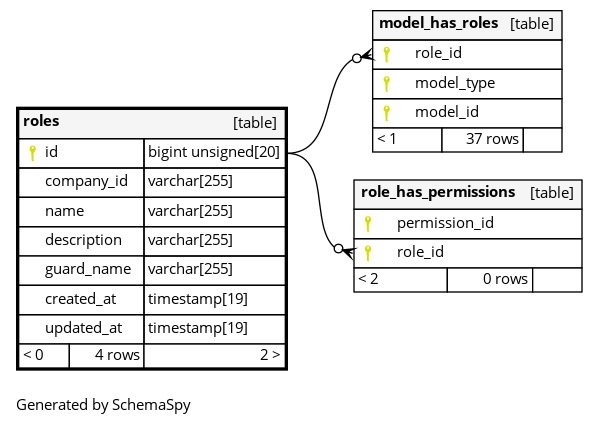 model_has_roles [table]
role_id
model_type
model_id
< 1 37 rows
roles [table]
id bigint unsigned[20]
company_id varchar[255]
name varchar[255]
description varchar[255]
guard_name varchar[255]
created_at timestamp[19]
updated_at timestamp[19]
< 0 4 rows 2 >
role_has_permissions [table]
permission_id
role_id
< 2 0 rows
Generated by SchemaSpy